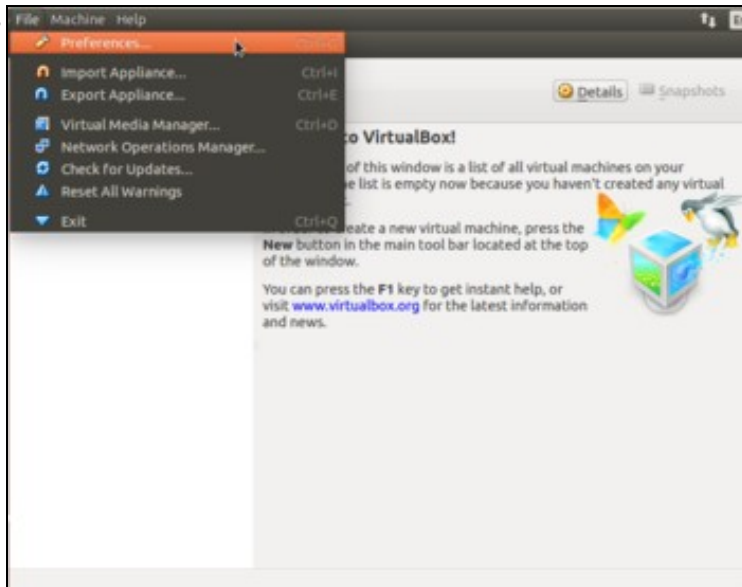 File Machine Help
Preferences...
Import Appliance... Ctrl+I
Export Appliance... Ctrl+E
Virtual Media Manager... Ctrl+D
Network Operations Manager...
Check for Updates...
Reset All Warnings
Exit Ctrl+Q
Details Snapshots
to VirtualBox!
of this window is a list of all virtual machines on your
list is empty now because you haven't created any virtual
create a new virtual machine, press the
New button in the main tool bar located at the top
of the window.
You can press the F1 key to get instant help, or
visit www.virtualbox.org for the latest information
and news.